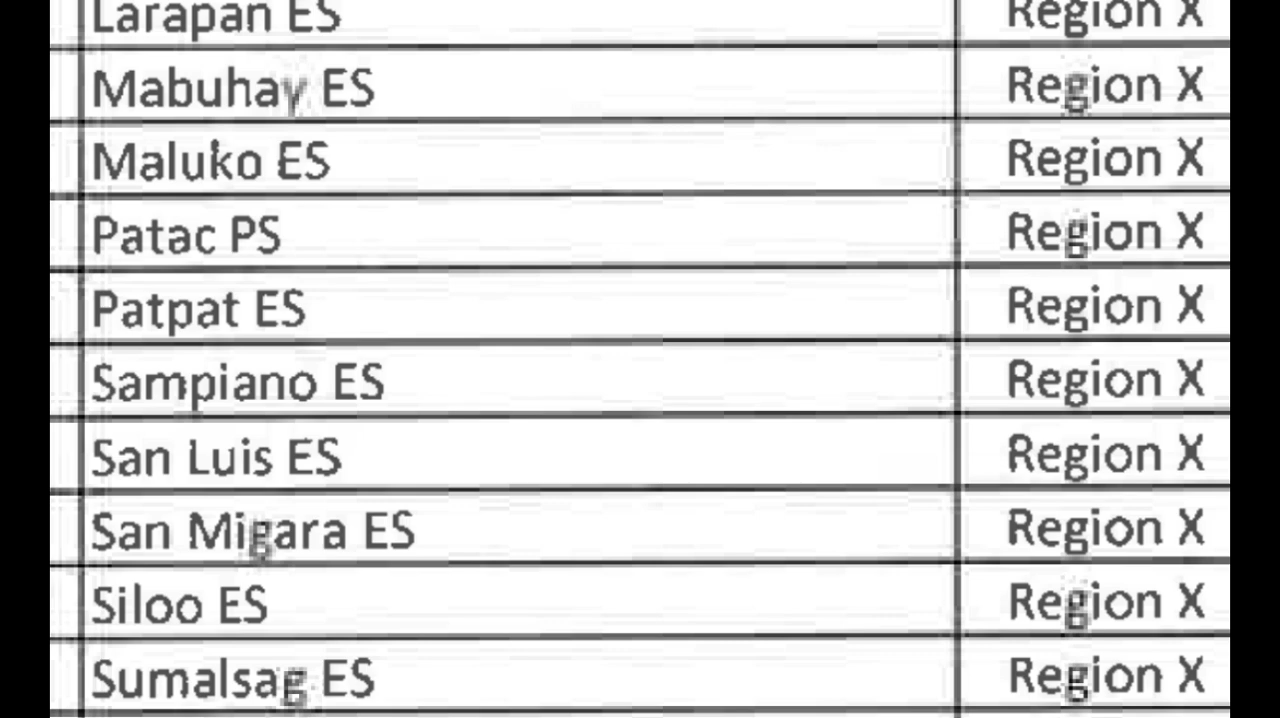 Larapan ES Region X
Mabuhay ES Region X
Maluko ES Region X
Patac PS Region X
Patpat ES Region X
Sampiano ES Region X
San Luis ES Region X
San Migara ES Region X
Siloo ES Region X
Sumalsag ES Region X